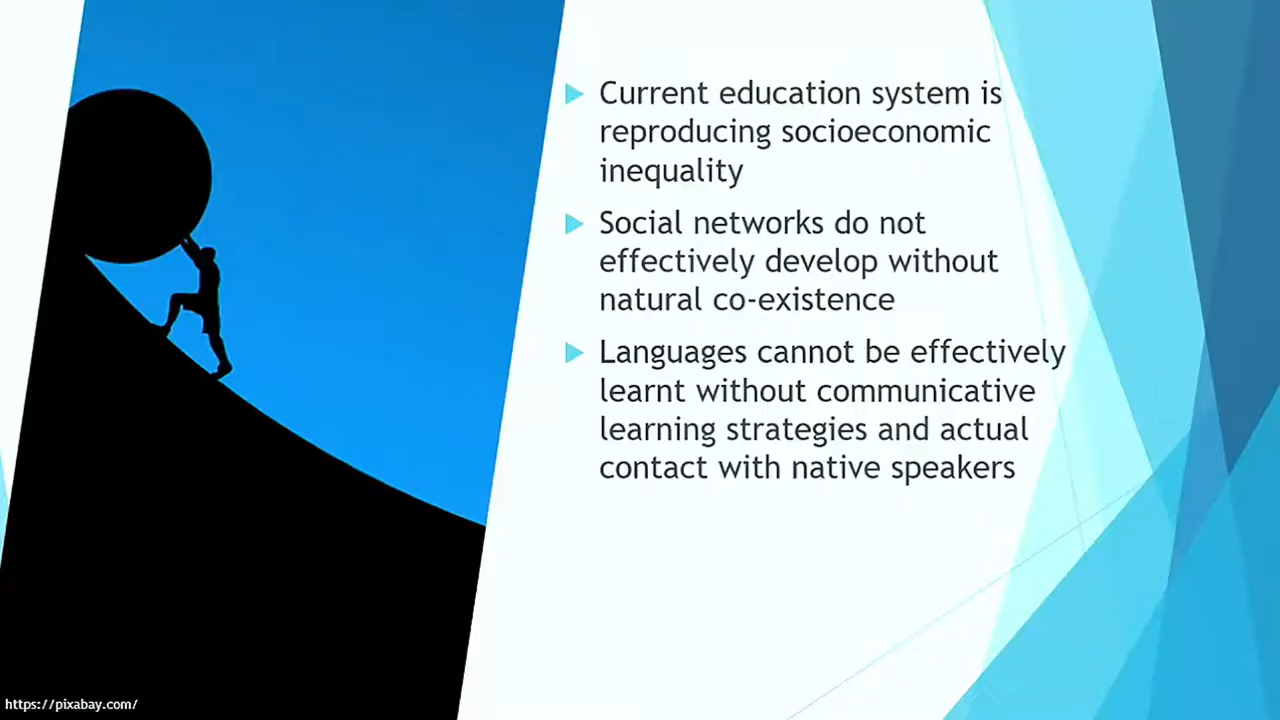 Current education system is
reproducing socioeconomic
inequality
Social networks do not
effectively develop without
natural co-existence
Languages cannot be effectively
learnt without communicative
learning strategies and actual
contact with native speakers
https://pixabay.com/